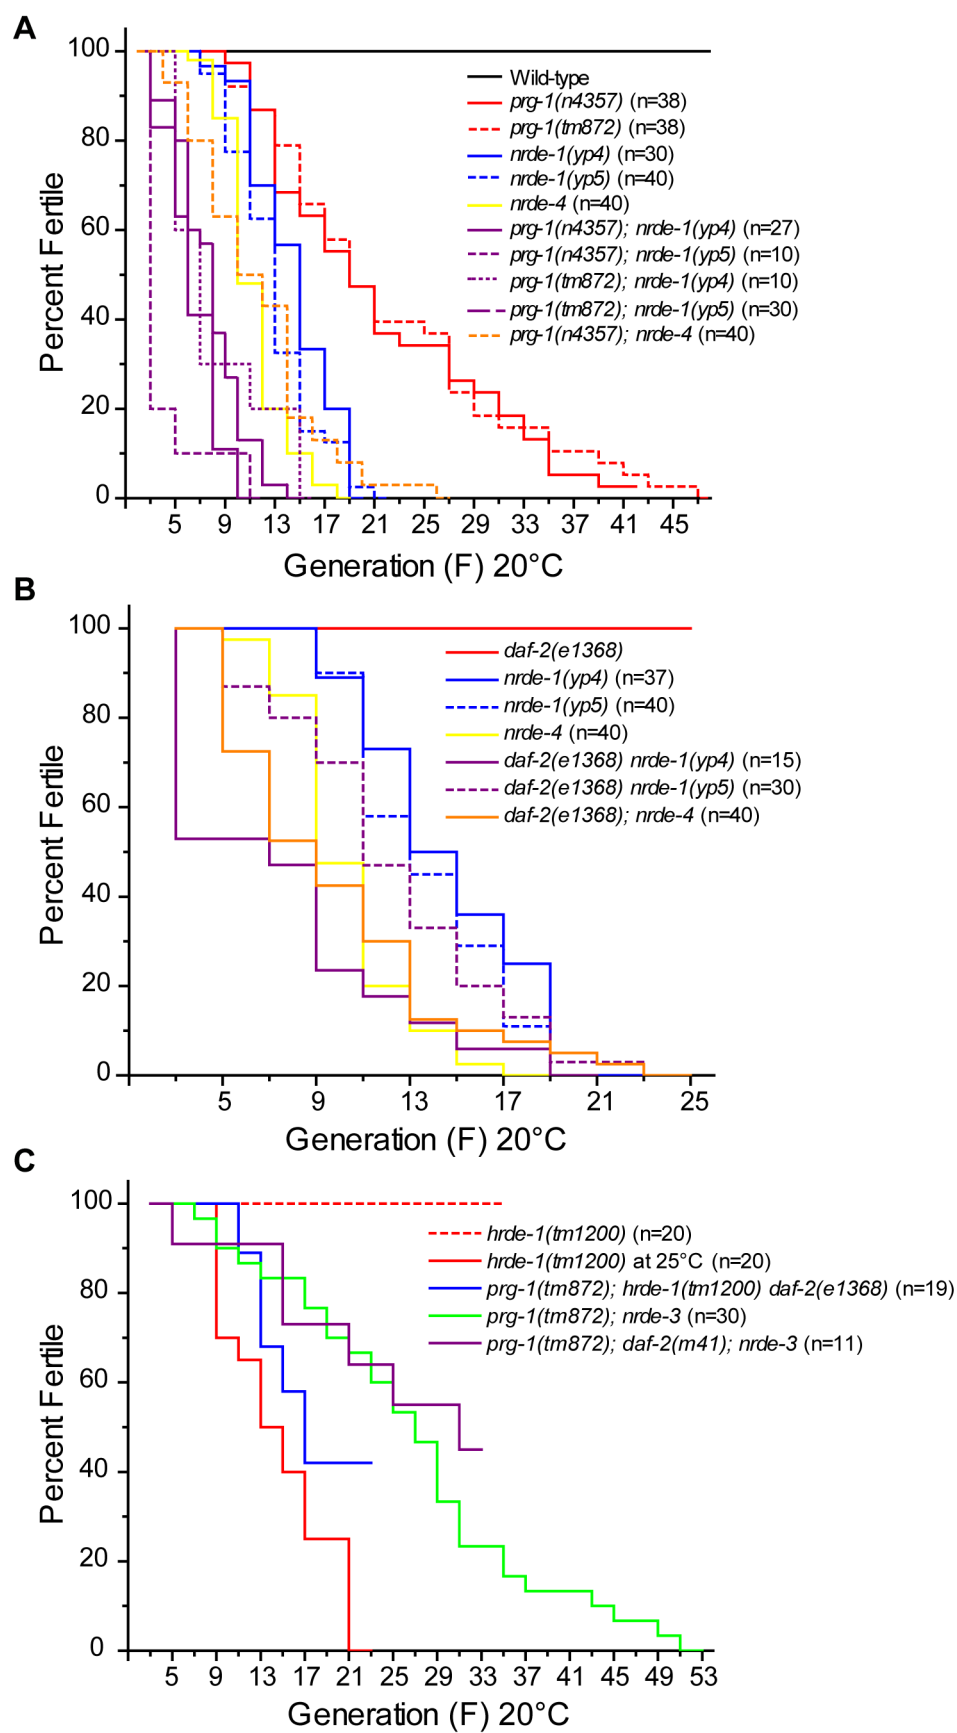 A
100
80
60
40
20
0
Percent Fertile
Wild-type
prg-1(n4357) (n=38)
prg-1(tm872) (n=38)
nrde-1(yp4) (n=30)
nrde-1(yp5) (n=40)
nrde-4 (n=40)
prg-1(n4357); nrde-1(yp4) (n=27)
prg-1(n4357); nrde-1(yp5) (n=10)
prg-1(tm872); nrde-1(yp4) (n=10)
prg-1(tm872); nrde-1(yp5) (n=30)
prg-1(n4357); nrde-4 (n=40)
5 9 13 17 21 25 29 33 37 41 45
Generation (F) 20°C
B
100
80
60
40
20
0
Percent Fertile
daf-2(e1368)
nrde-1(yp4) (n=37)
nrde-1(yp5) (n=40)
nrde-4 (n=40)
daf-2(e1368) nrde-1(yp4) (n=15)
daf-2(e1368) nrde-1(yp5) (n=30)
daf-2(e1368); nrde-4 (n=40)
5 9 13 17 21 25
Generation (F) 20°C
C
100
80
60
40
20
0
Percent Fertile
hrde-1(tm1200) (n=20)
hrde-1(tm1200) at 25°C (n=20)
prg-1(tm872); hrde-1(tm1200) daf-2(e1368) (n=19)
prg-1(tm872); nrde-3 (n=30)
prg-1(tm872); daf-2(m41); nrde-3 (n=11)
5 9 13 17 21 25 29 33 37 41 45 49 53
Generation (F) 20°C